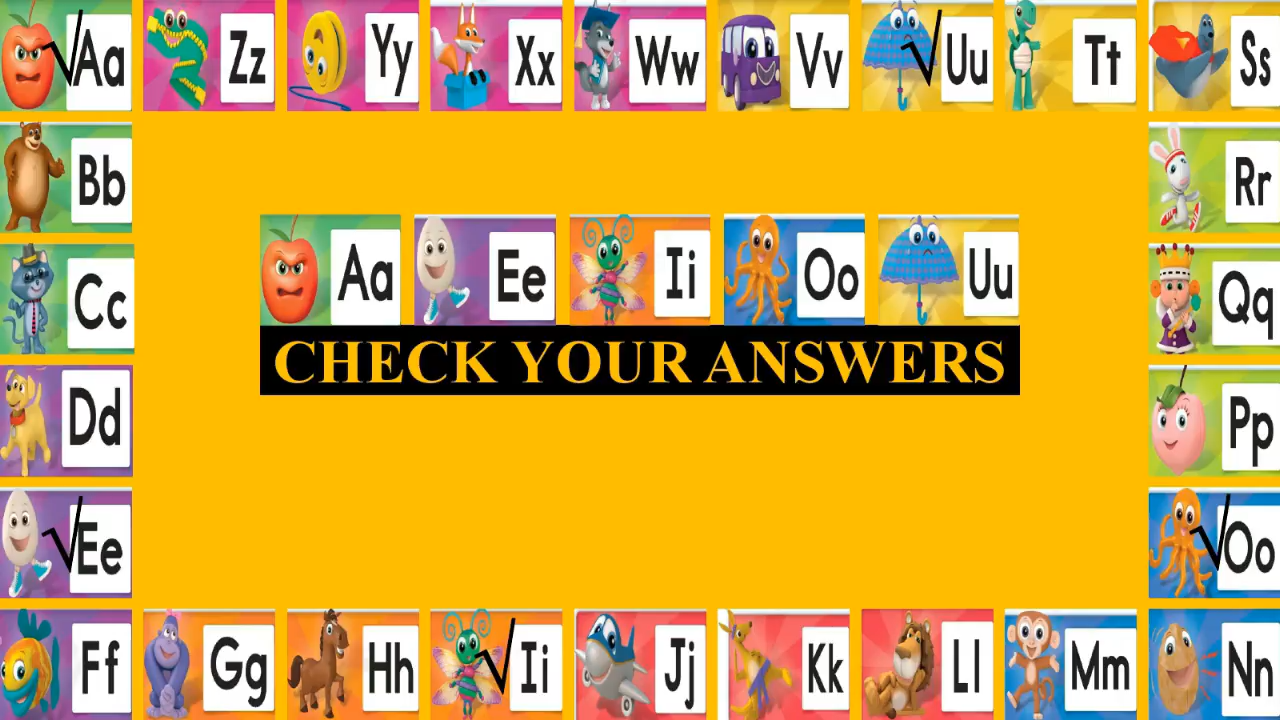 √Aa Zz Yy Xx Ww Vv √Uu Tt Ss
Bb Rr
Aa Ee Ii Oo Uu
Cc Qq
CHECK YOUR ANSWERS
Dd Pp
√Ee √Oo
Ff Gg Hh √Ii Jj Kk Ll Mm Nn